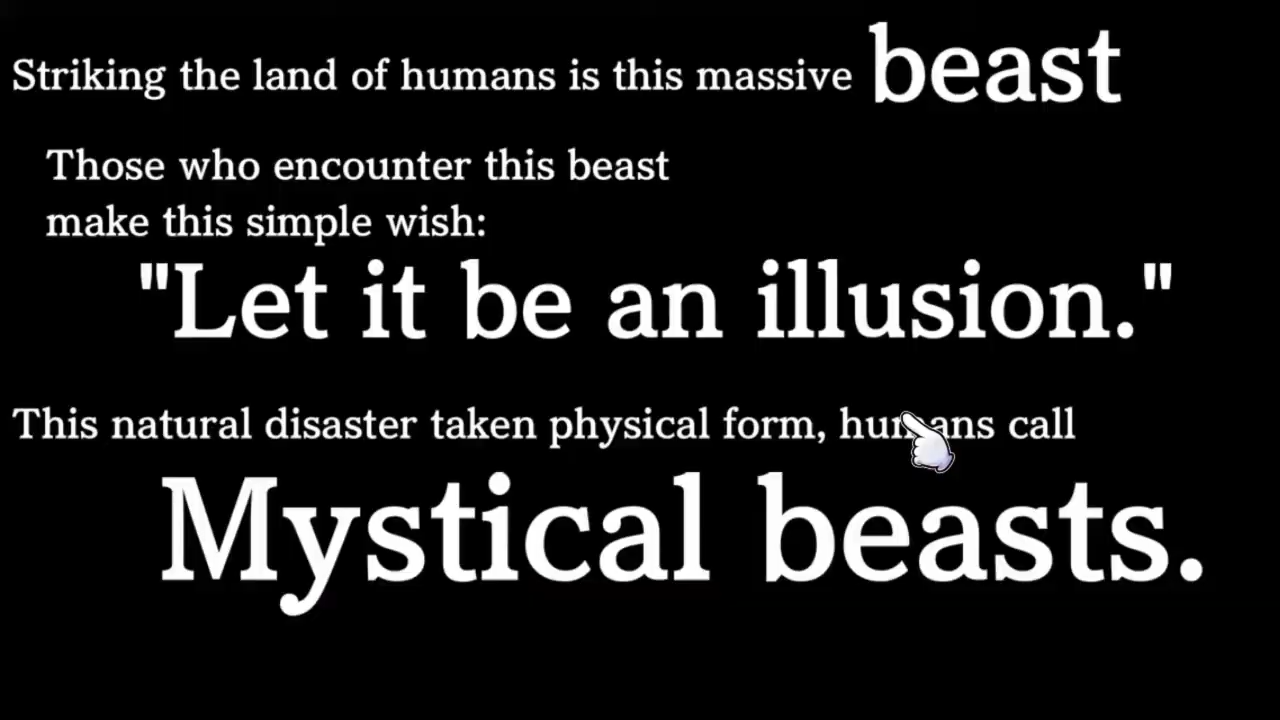 Striking the land of humans is this massive beast
Those who encounter this beast
make this simple wish:
"Let it be an illusion."
This natural disaster taken physical form, humans call
Mystical beasts.